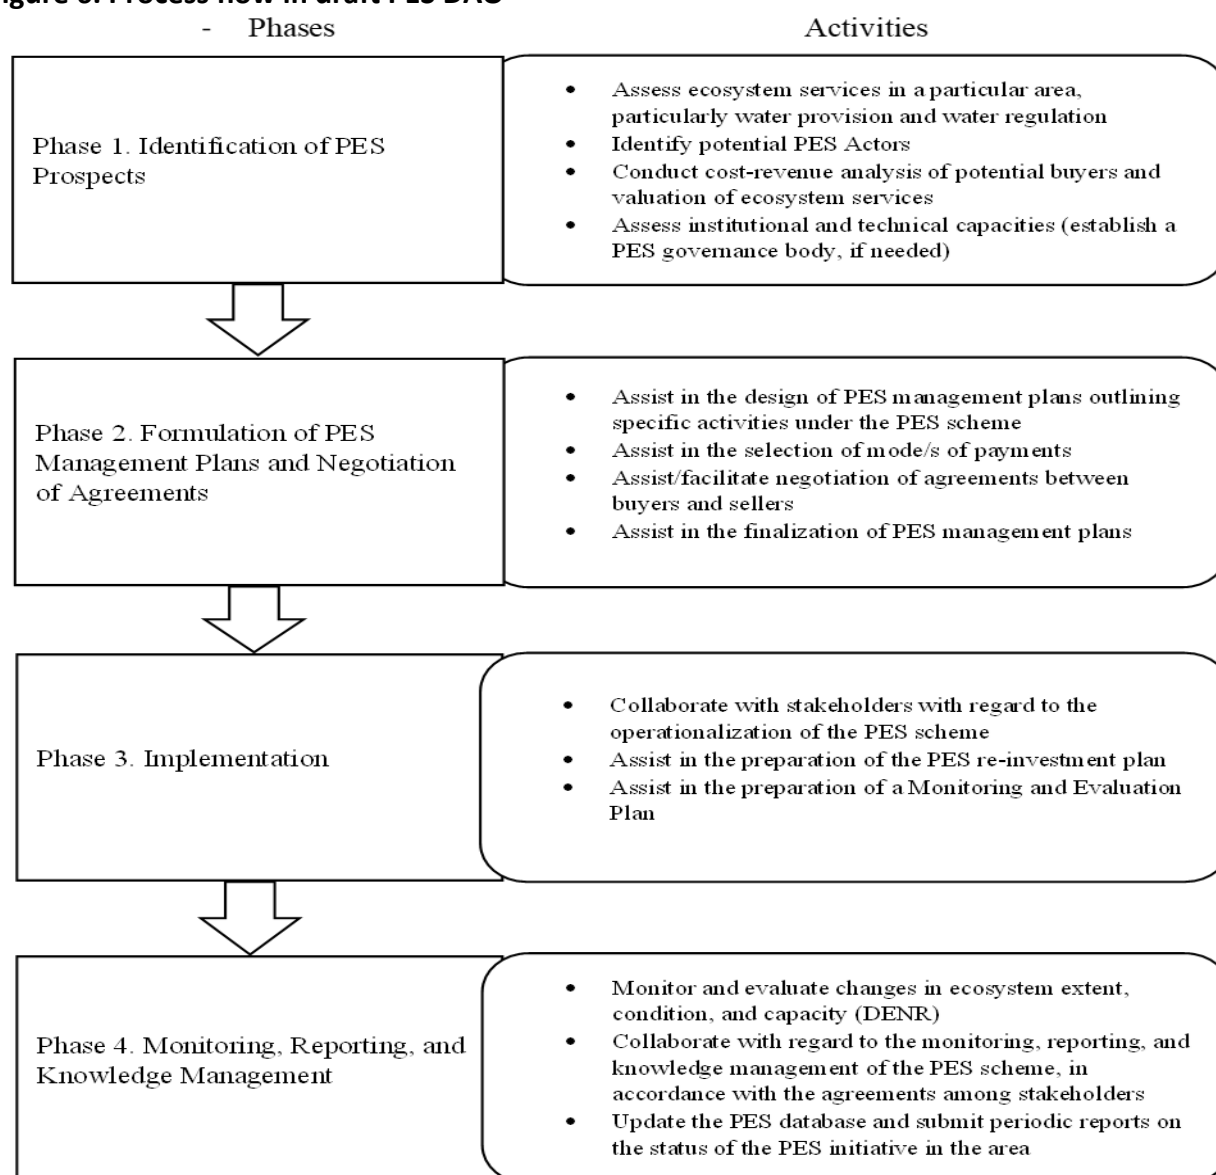 Figure 6. Process flow in draft PES DAO
- Phases
Activities
Phase 1. Identification of PES
Prospects
• Assess ecosystem services in a particular area,
particularly water provision and water regulation
• Identify potential PES Actors
• Conduct cost-revenue analysis of potential buyers and
valuation of ecosystem services
• Assess institutional and technical capacities (establish a
PES governance body, if needed)
Phase 2. Formulation of PES
Management Plans and Negotiation
of Agreements
• Assist in the design of PES management plans outlining
specific activities under the PES scheme
• Assist in the selection of mode/s of payments
• Assist/facilitate negotiation of agreements between
buyers and sellers
• Assist in the finalization of PES management plans
Phase 3. Implementation
• Collaborate with stakeholders with regard to the
operationalization of the PES scheme
• Assist in the preparation of the PES re-investment plan
• Assist in the preparation of a Monitoring and Evaluation
Plan
Phase 4. Monitoring, Reporting, and
Knowledge Management
• Monitor and evaluate changes in ecosystem extent,
condition, and capacity (DENR)
• Collaborate with regard to the monitoring, reporting, and
knowledge management of the PES scheme, in
accordance with the agreements among stakeholders
• Update the PES database and submit periodic reports on
the status of the PES initiative in the area